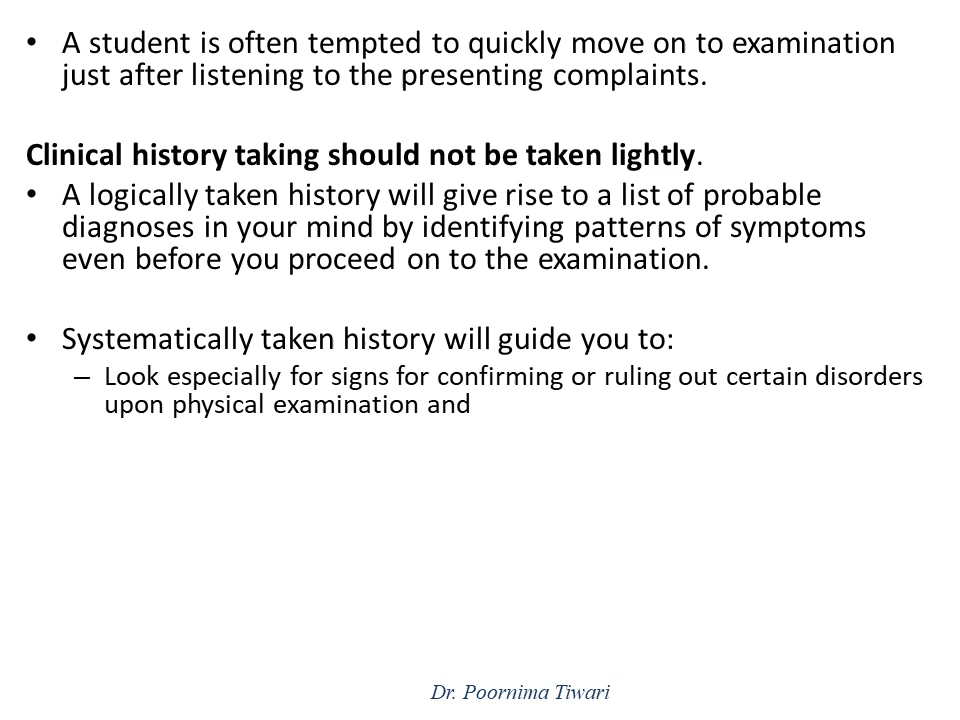 • A student is often tempted to quickly move on to examination
just after listening to the presenting complaints.
Clinical history taking should not be taken lightly.
• A logically taken history will give rise to a list of probable
diagnoses in your mind by identifying patterns of symptoms
even before you proceed on to the examination.
• Systematically taken history will guide you to:
– Look especially for signs for confirming or ruling out certain disorders
upon physical examination and
Dr. Poornima Tiwari